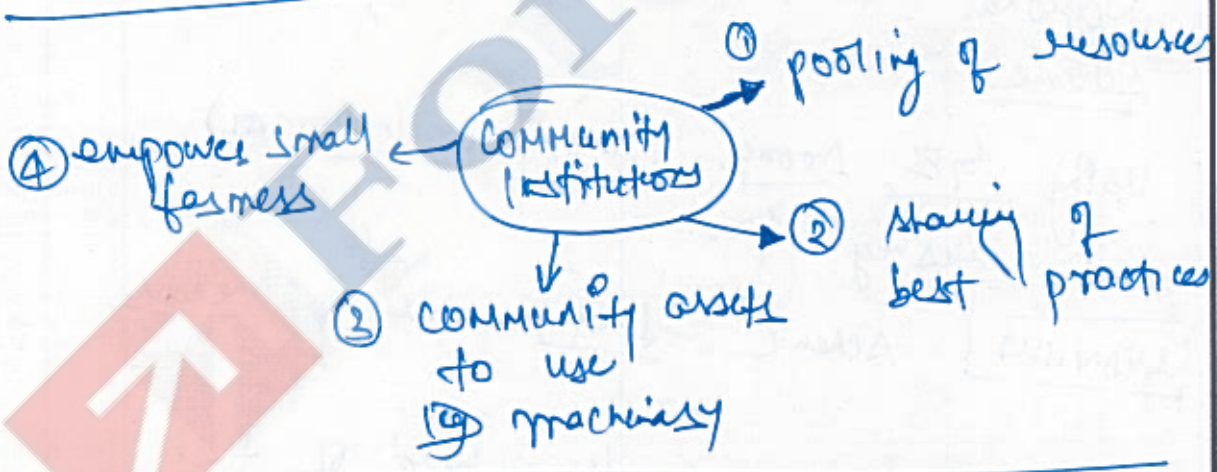 ① pooling of resources
④ empower small
farmers
Community
Institutions
② sharing of
best practices
③ community assets
to use
eg machinery